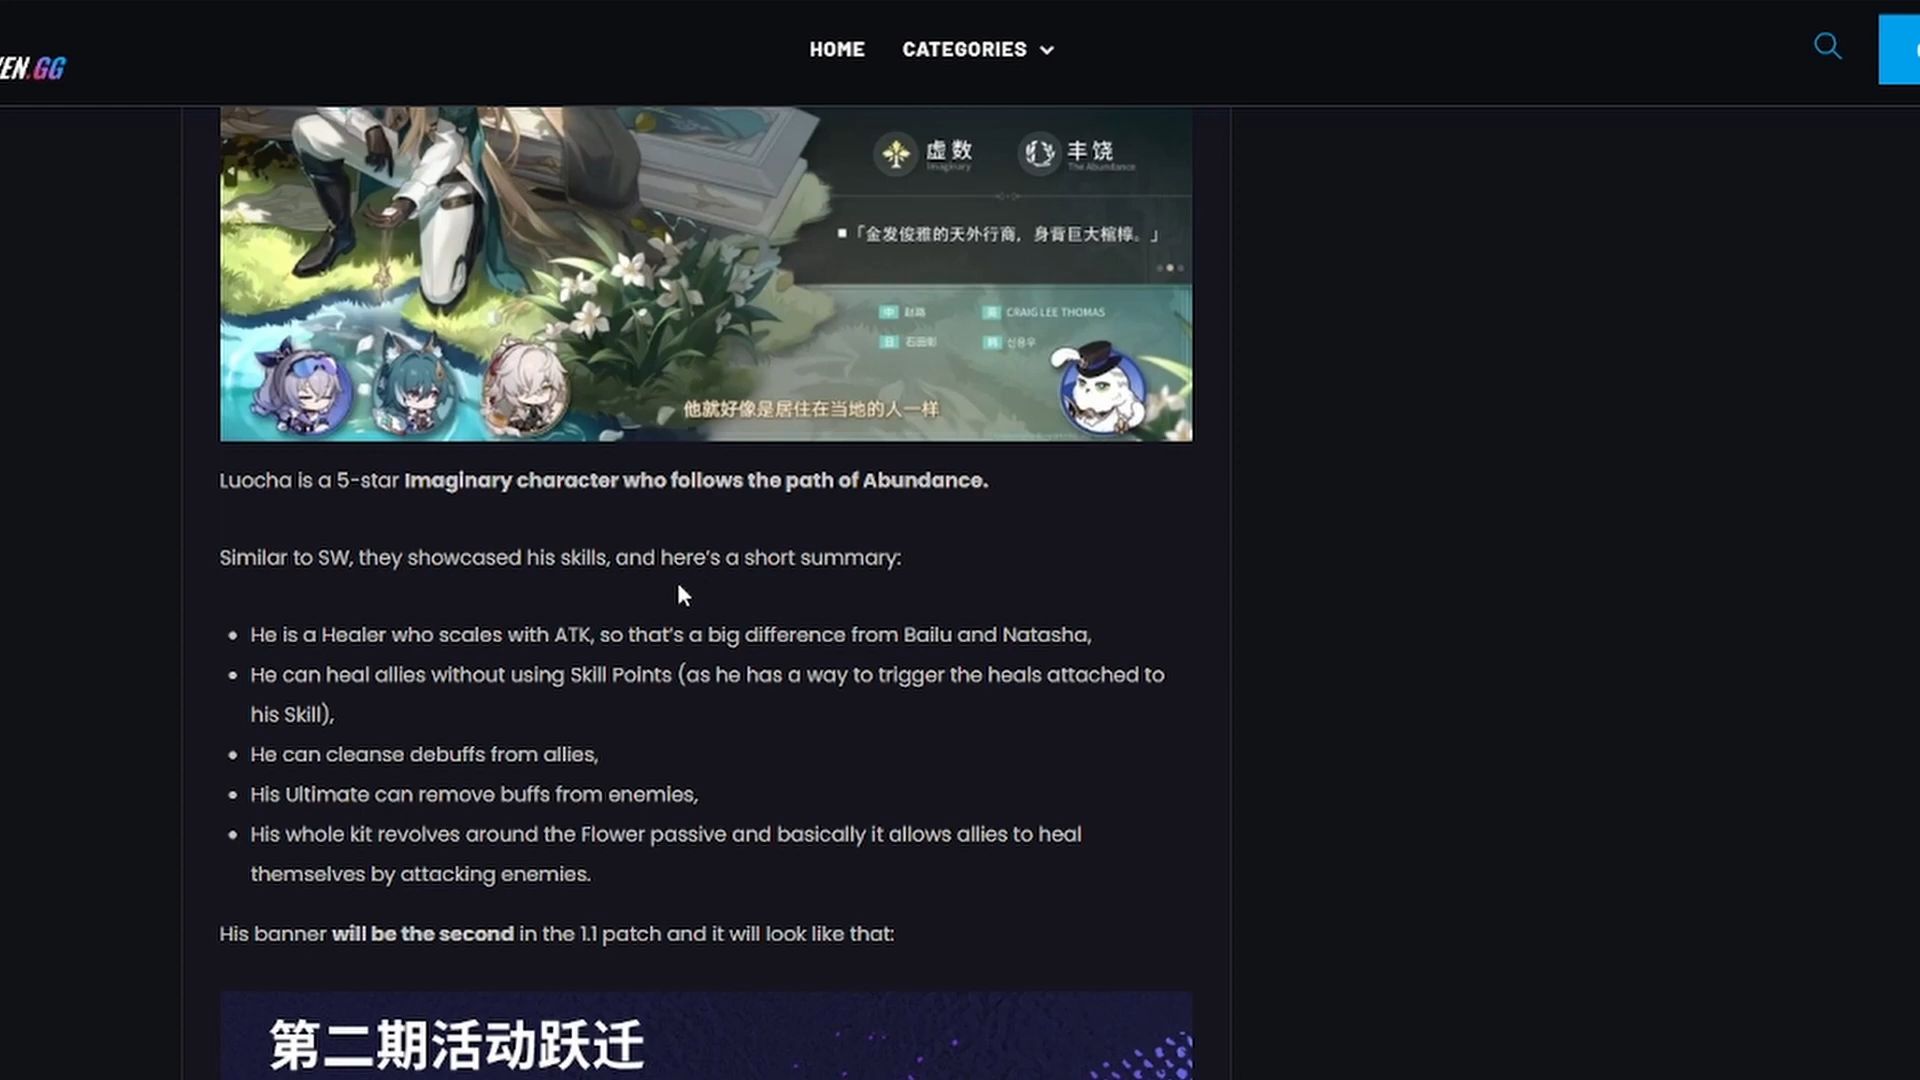 HOME CATEGORIES
EN.GG
虚数 丰饶
Imaginary The Abundance
「金发俊雅的天外行商，身背巨大棺椁。」
中 赵路 英 CRAIG LEE THOMAS
日 石田彰 韩 신용우
他就好像是居住在当地的人一样
Luocha is a 5-star Imaginary character who follows the path of Abundance.
Similar to SW, they showcased his skills, and here's a short summary:
• He is a Healer who scales with ATK, so that's a big difference from Bailu and Natasha,
• He can heal allies without using Skill Points (as he has a way to trigger the heals attached to
his Skill),
• He can cleanse debuffs from allies,
• His Ultimate can remove buffs from enemies,
• His whole kit revolves around the Flower passive and basically it allows allies to heal
themselves by attacking enemies.
His banner will be the second in the 1.1 patch and it will look like that:
第二期活动跃迁